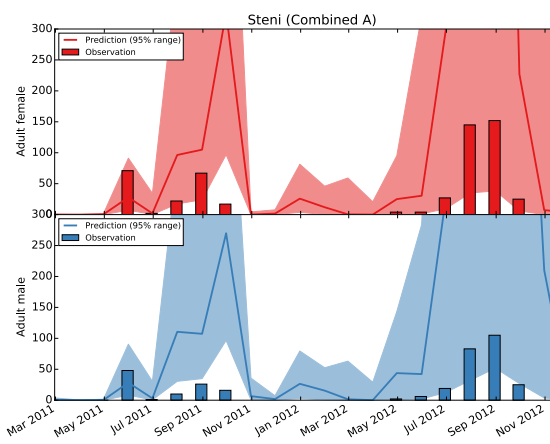 Steni (Combined A)
300
250
200
150
100
50
0
Adult female
Prediction (95% range)
Observation
300
250
200
150
100
50
0
Adult male
Prediction (95% range)
Observation
Mar 2011
May 2011
Jul 2011
Sep 2011
Nov 2011
Jan 2012
Mar 2012
May 2012
Jul 2012
Sep 2012
Nov 2012